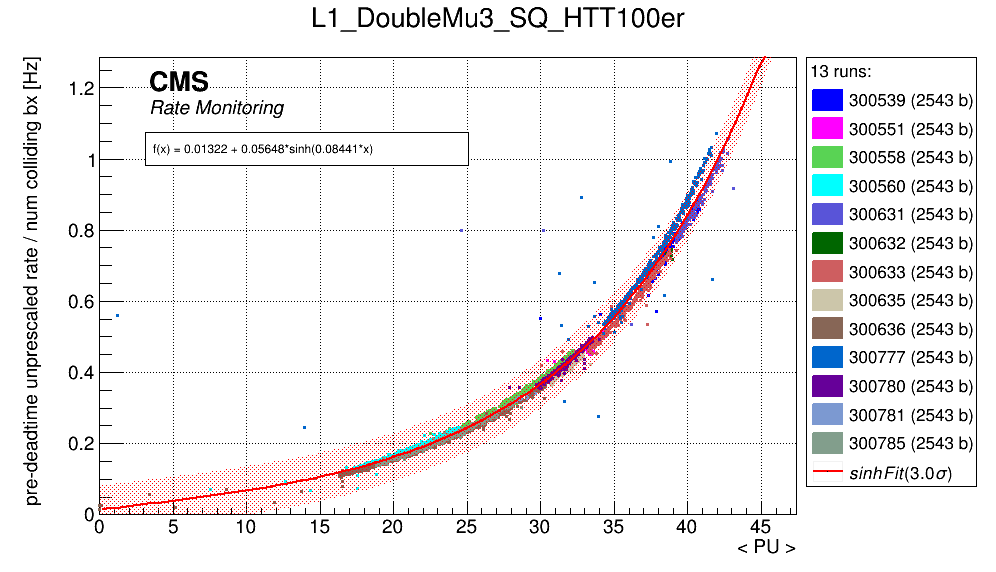 L1_DoubleMu3_SQ_HTT100er
pre-deadtime unprescaled rate / num colliding bx [Hz]
CMS
Rate Monitoring
f(x) = 0.01322 + 0.05648*sinh(0.08441*x)
1.2
1
0.8
0.6
0.4
0.2
0
0 5 10 15 20 25 30 35 40 45
< PU >
13 runs:
300539 (2543 b)
300551 (2543 b)
300558 (2543 b)
300560 (2543 b)
300631 (2543 b)
300632 (2543 b)
300633 (2543 b)
300635 (2543 b)
300636 (2543 b)
300777 (2543 b)
300780 (2543 b)
300781 (2543 b)
300785 (2543 b)
sinhFit(3.0σ)